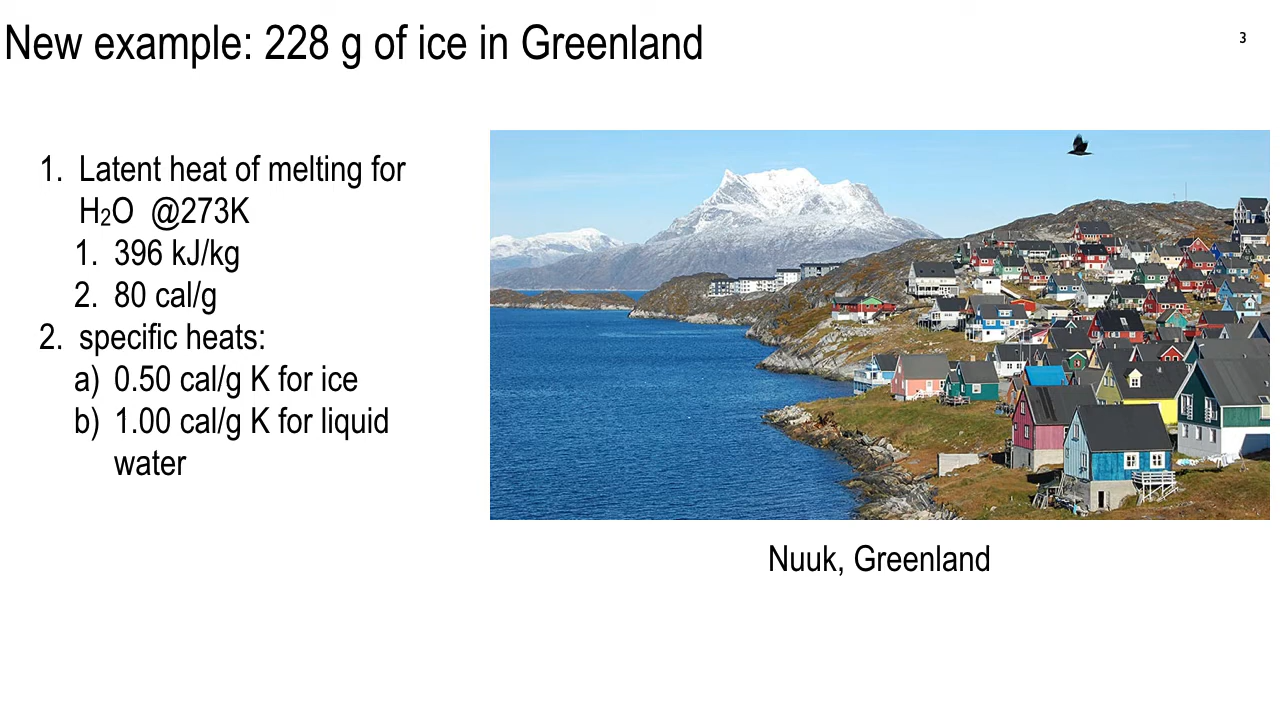 New example: 228 g of ice in Greenland
3
1. Latent heat of melting for
H₂O @273K
1. 396 kJ/kg
2. 80 cal/g
2. specific heats:
a) 0.50 cal/g K for ice
b) 1.00 cal/g K for liquid
water
Nuuk, Greenland